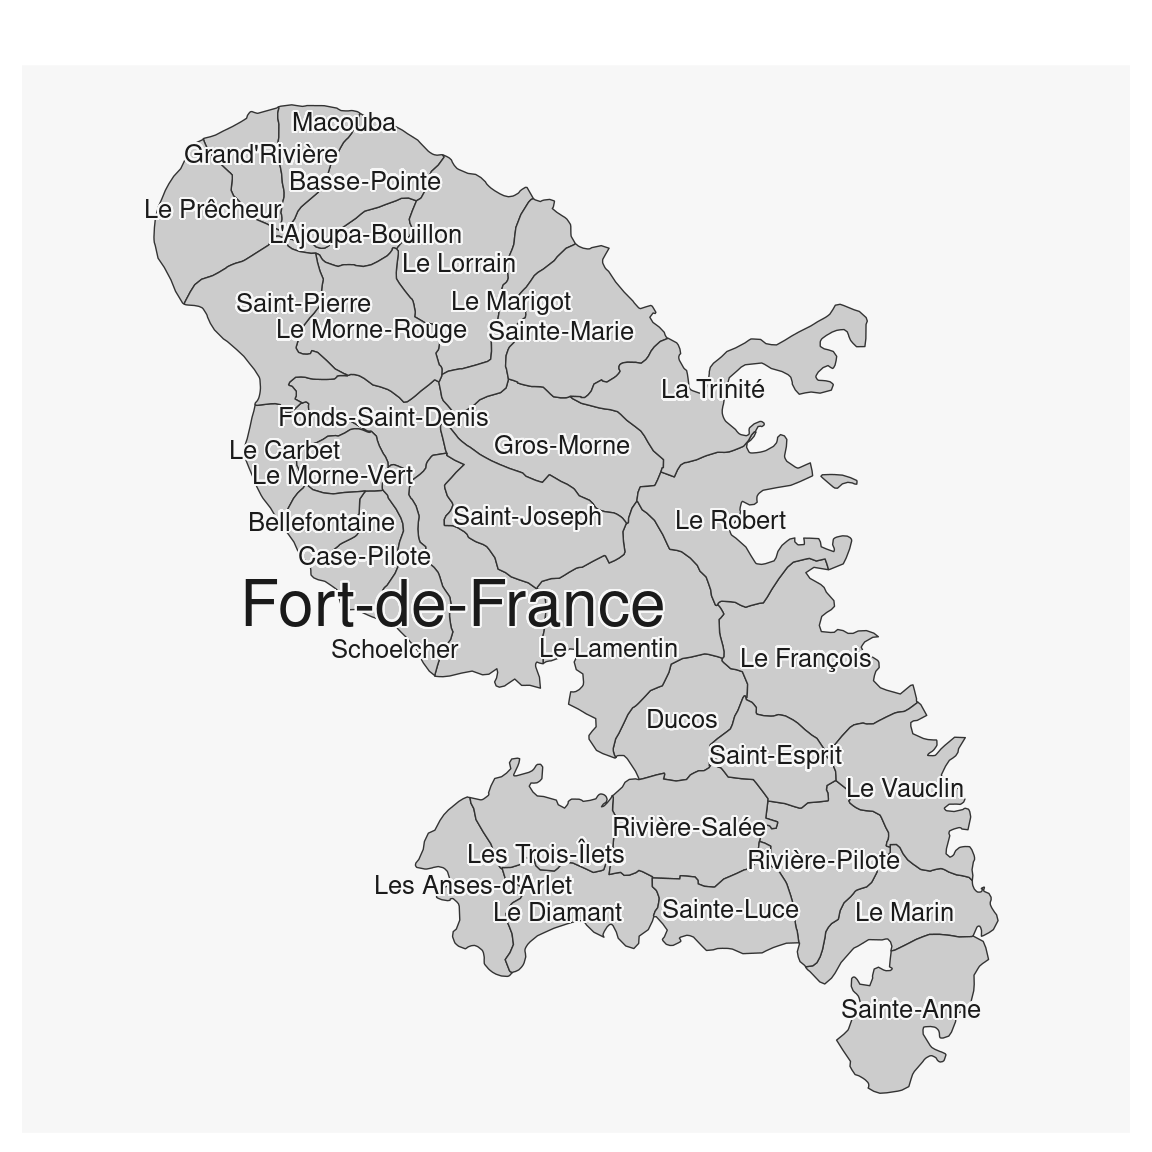 Macouba
Grand'Rivière
Basse-Pointe
Le Prêcheur
L'Ajoupa-Bouillon
Le Lorrain
Saint-Pierre
Le Marigot
Le Morne-Rouge
Sainte-Marie
La Trinité
Fonds-Saint-Denis
Gros-Morne
Le Carbet
Le Morne-Vert
Bellefontaine
Saint-Joseph
Le Robert
Case-Pilote
Fort-de-France
Schoelcher
Le Lamentin
Le François
Ducos
Saint-Esprit
Le Vauclin
Rivière-Salée
Les Trois-Îlets
Rivière-Pilote
Les Anses-d'Arlet
Le Diamant
Sainte-Luce
Le Marin
Sainte-Anne